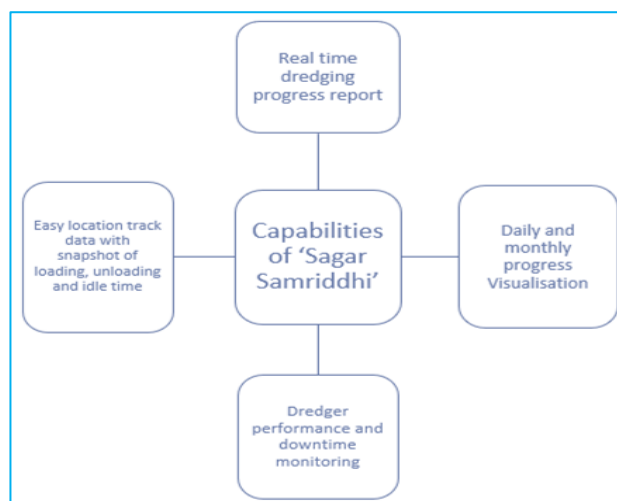 Real time
dredging
progress report
Easy location track
data with
snapshot of
loading, unloading
and idle time
Capabilities
of ‘Sagar
Samriddhi’
Daily and
monthly
progress
Visualisation
Dredger
performance and
downtime
monitoring